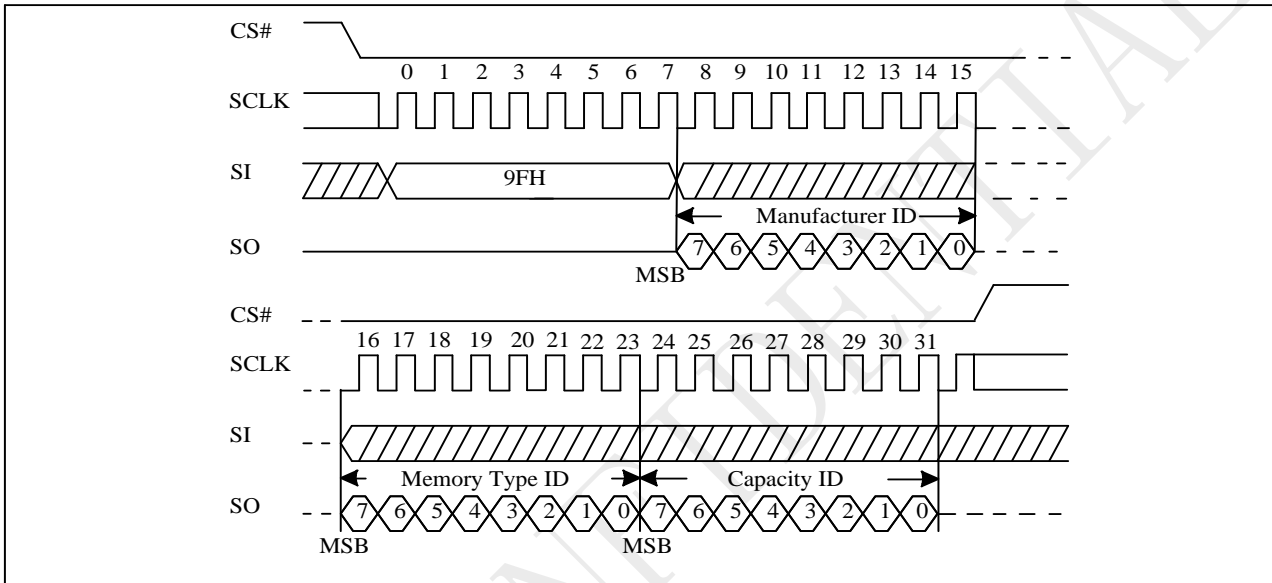 CS#
0 1 2 3 4 5 6 7 8 9 10 11 12 13 14 15
SCLK
SI
9FH
Manufacturer ID
SO
7 6 5 4 3 2 1 0
MSB
CS#
16 17 18 19 20 21 22 23 24 25 26 27 28 29 30 31
SCLK
SI
Memory Type ID Capacity ID
SO
7 6 5 4 3 2 1 0 7 6 5 4 3 2 1 0
MSB MSB